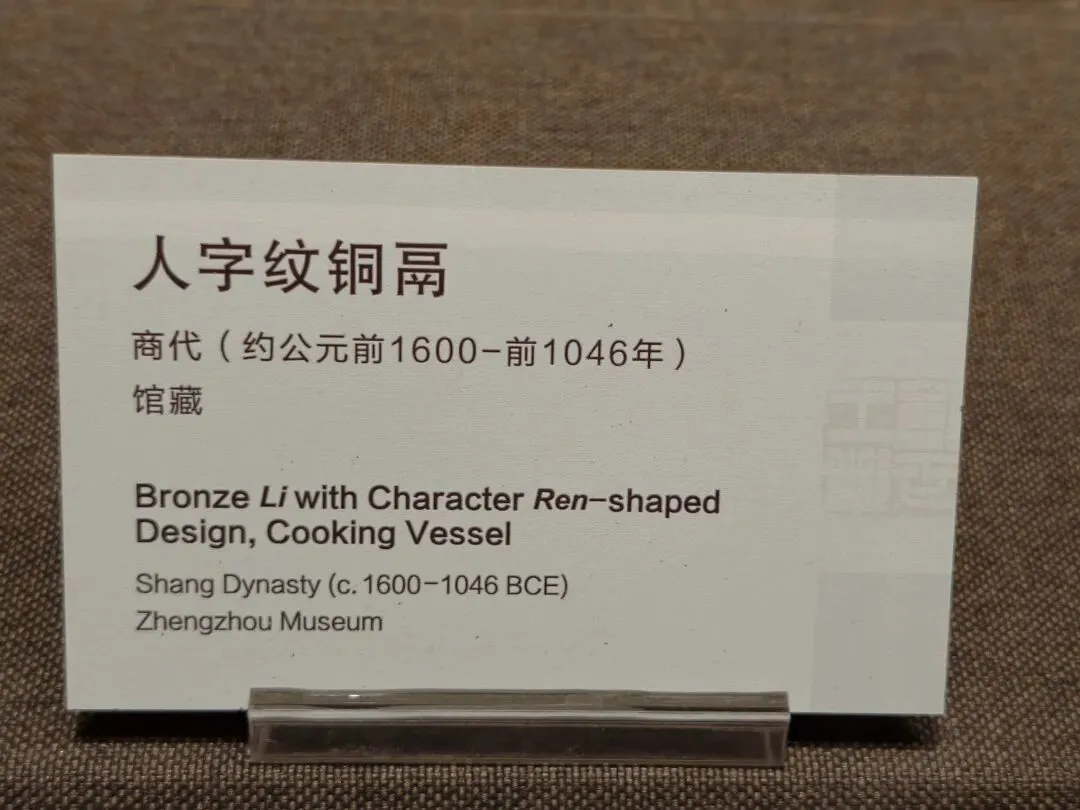 人字纹铜鬲
商代（约公元前1600-前1046年）
馆藏
Bronze Li with Character Ren-shaped
Design, Cooking Vessel
Shang Dynasty (c. 1600-1046 BCE)
Zhengzhou Museum